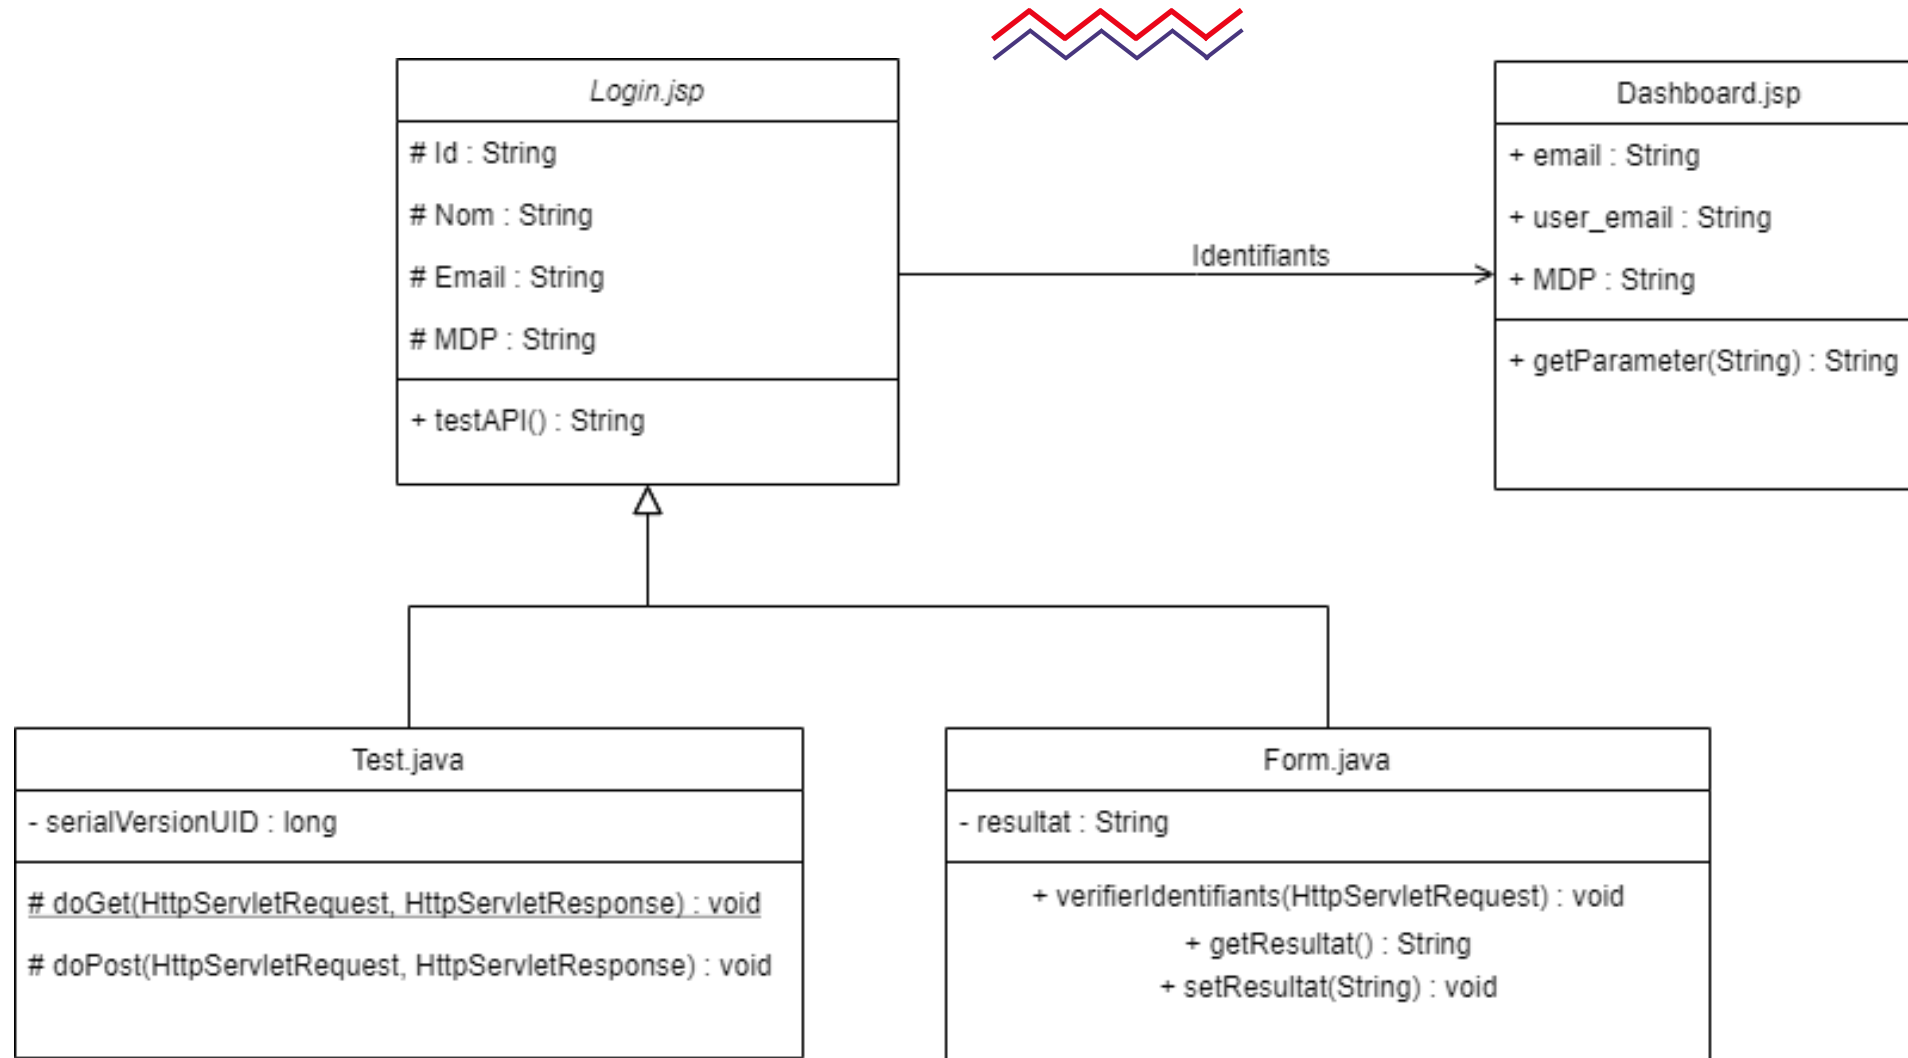 Login.jsp
# Id : String
# Nom : String
# Email : String
# MDP : String
+ testAPI() : String
Identifiants
Dashboard.jsp
+ email : String
+ user_email : String
+ MDP : String
+ getParameter(String) : String
Test.java
- serialVersionUID : long
# doGet(HttpServletRequest, HttpServletResponse) : void
# doPost(HttpServletRequest, HttpServletResponse) : void
Form.java
- resultat : String
+ verifierIdentifiants(HttpServletRequest) : void
+ getResultat() : String
+ setResultat(String) : void